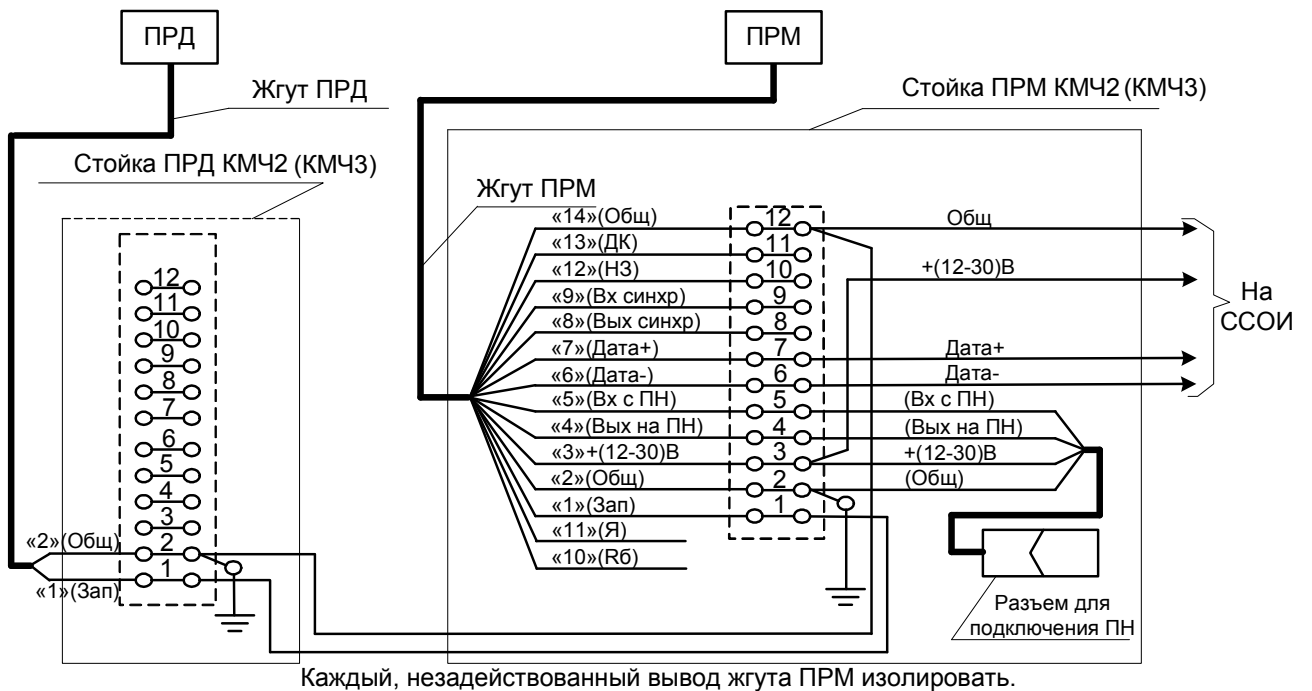 ПРД
ПРМ
Жгут ПРД
Стойка ПРМ КМЧ2 (КМЧ3)
Стойка ПРД КМЧ2 (КМЧ3)
Жгут ПРМ
12
11
10
9
8
7
6
5
4
3
2
1
«2»(Общ)
«1»(Зап)
«14»(Общ)
«13»(ДК)
«12»(НЗ)
«9»(Вх синхр)
«8»(Вых синхр)
«7»(Дата+)
«6»(Дата-)
«5»(Вх с ПН)
«4»(Вых на ПН)
«3»+(12-30)В
«2»(Общ)
«1»(Зап)
«11»(Я)
«10»(Rб)
12
11
10
9
8
7
6
5
4
3
2
1
Общ
+(12-30)В
Дата+
Дата-
(Вх с ПН)
(Вых на ПН)
+(12-30)В
(Общ)
На
ССОИ
Разъем для
подключения ПН
Каждый, незадействованный вывод жгута ПРМ изолировать.